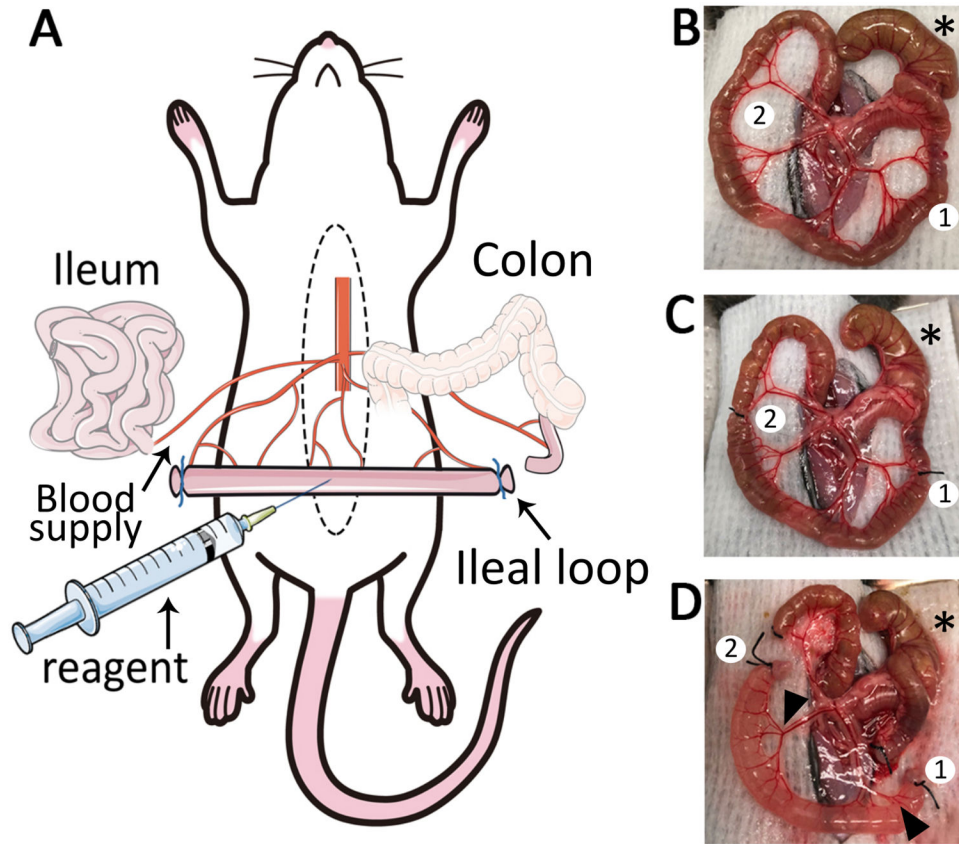 A
Ileum
Colon
Blood
supply
Ileal loop
reagent
B
*
2
1
C
*
2
1
D
*
2
1